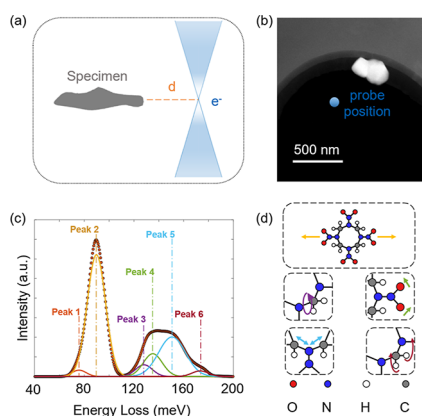 (a)
Specimen
d
e⁻
(b)
probe
position
500 nm
(c)
Peak 2
Peak 5
Peak 4
Peak 1
Peak 3
Peak 6
Intensity (a.u.)
40 80 120 160 200
Energy Loss (meV)
(d)
O N H C